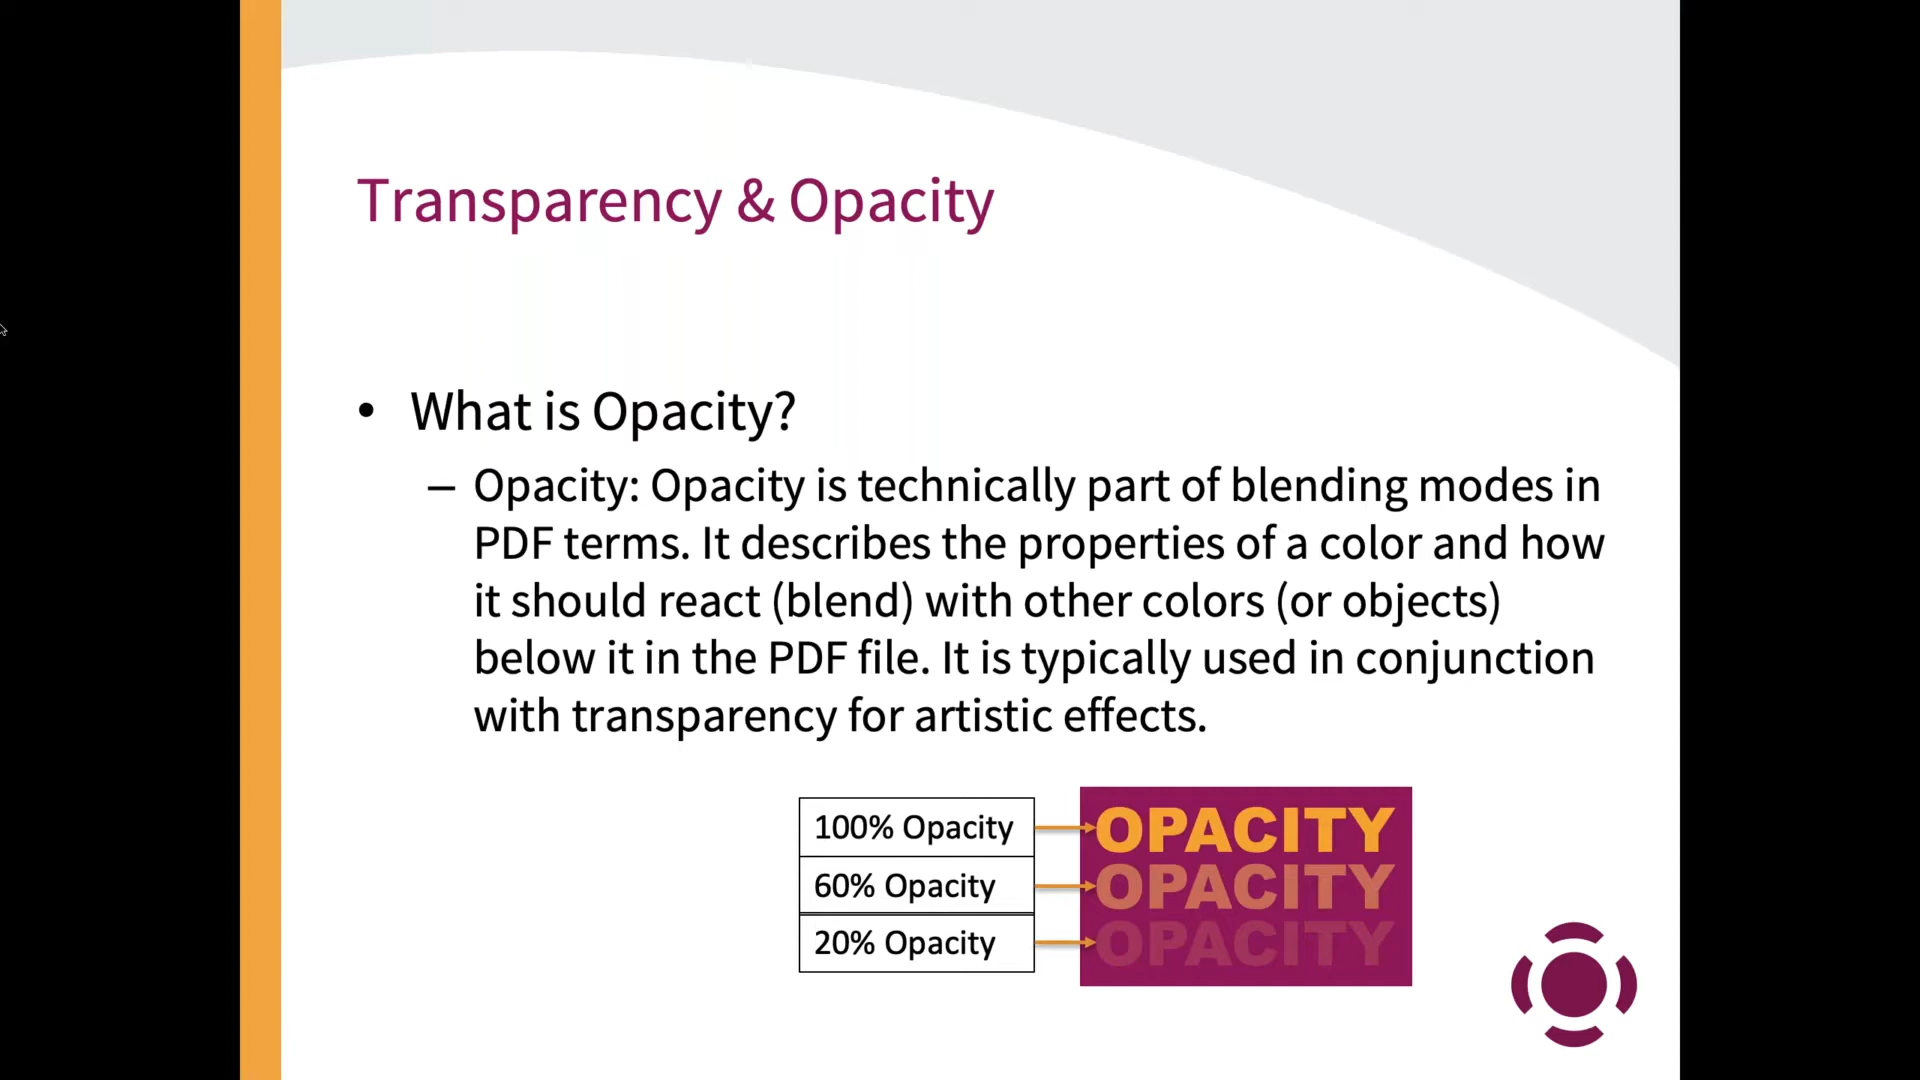 Transparency & Opacity
• What is Opacity?
– Opacity: Opacity is technically part of blending modes in
PDF terms. It describes the properties of a color and how
it should react (blend) with other colors (or objects)
below it in the PDF file. It is typically used in conjunction
with transparency for artistic effects.
100% Opacity
OPACITY
60% Opacity
OPACITY
20% Opacity
OPACITY